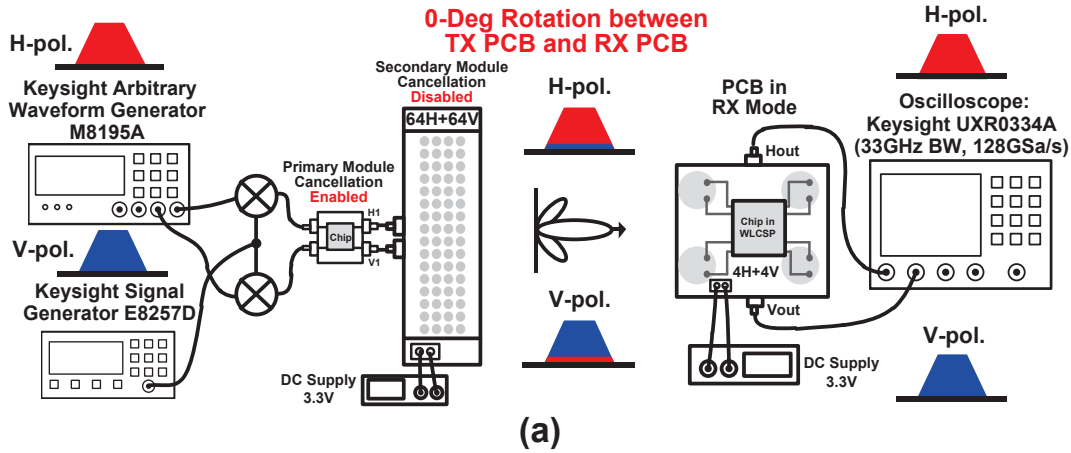 0-Deg Rotation between
TX PCB and RX PCB
H-pol.
Keysight Arbitrary
Waveform Generator
M8195A
V-pol.
Keysight Signal
Generator E8257D
Primary Module
Cancellation
Enabled
Chip
H1
V1
Secondary Module
Cancellation
Disabled
64H+64V
DC Supply
3.3V
H-pol.
V-pol.
PCB in
RX Mode
Hout
Chip in
WLCSP
4H+4V
Vout
DC Supply
3.3V
H-pol.
Oscilloscope:
Keysight UXR0334A
(33GHz BW, 128GSa/s)
V-pol.
(a)